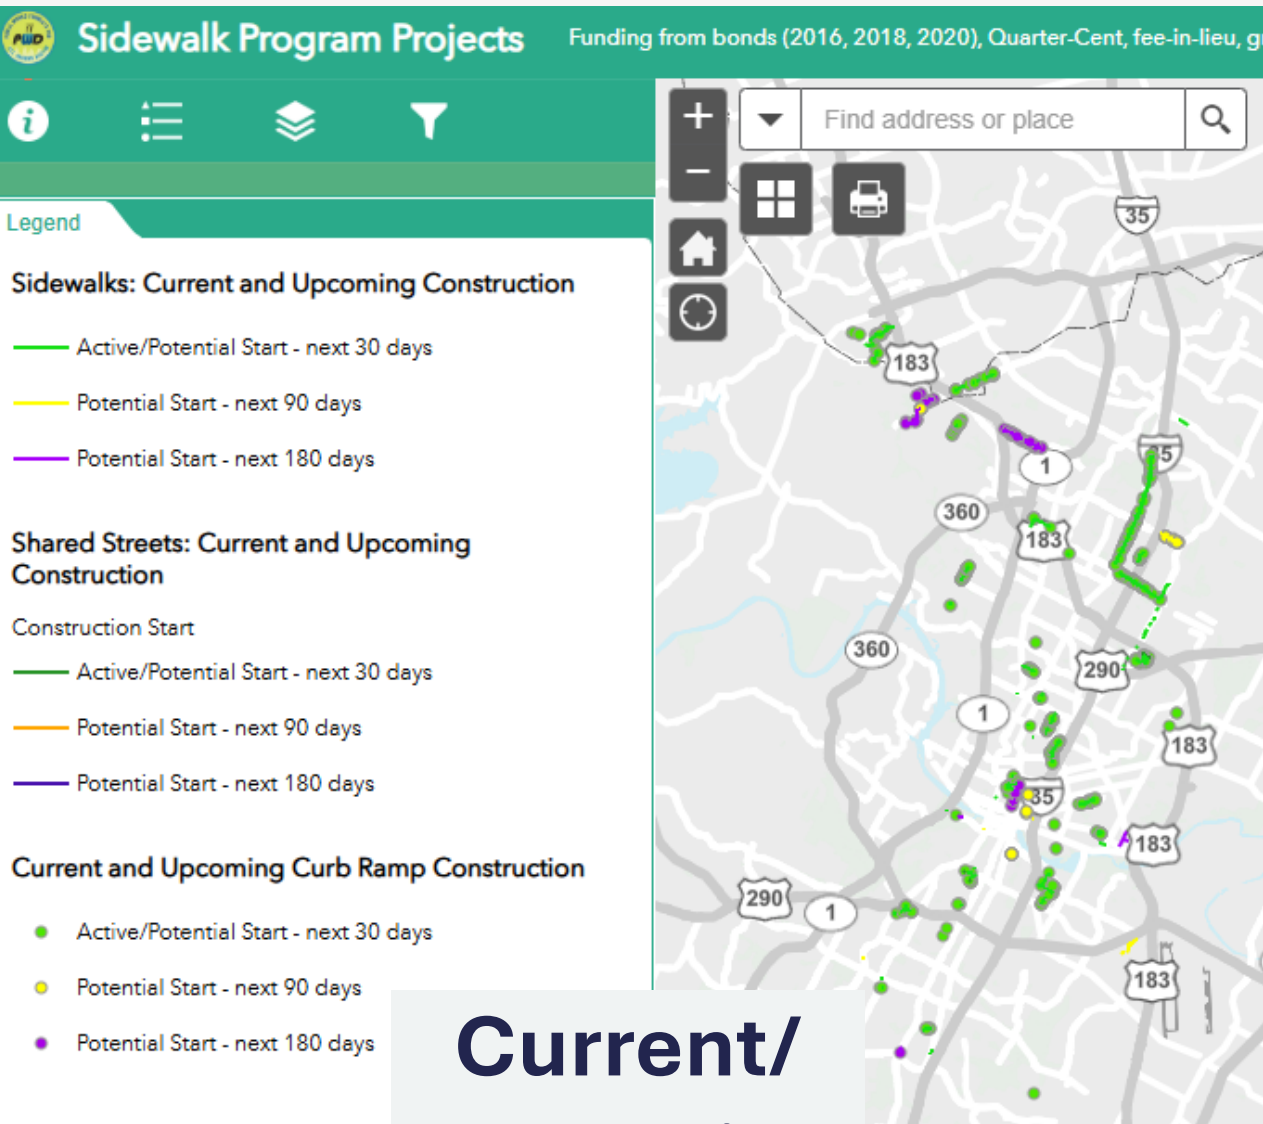 PWD
Sidewalk Program Projects
Funding from bonds (2016, 2018, 2020), Quarter-Cent, fee-in-lieu,
Find address or place
Legend
Sidewalks: Current and Upcoming Construction
Active/Potential Start - next 30 days
Potential Start - next 90 days
Potential Start - next 180 days
Shared Streets: Current and Upcoming
Construction
Construction Start
Active/Potential Start - next 30 days
Potential Start - next 90 days
Potential Start - next 180 days
Current and Upcoming Curb Ramp Construction
Active/Potential Start - next 30 days
Potential Start - next 90 days
Potential Start - next 180 days
35
183
35
1
360
183
360
290
1
183
35
183
290
1
183
Current/